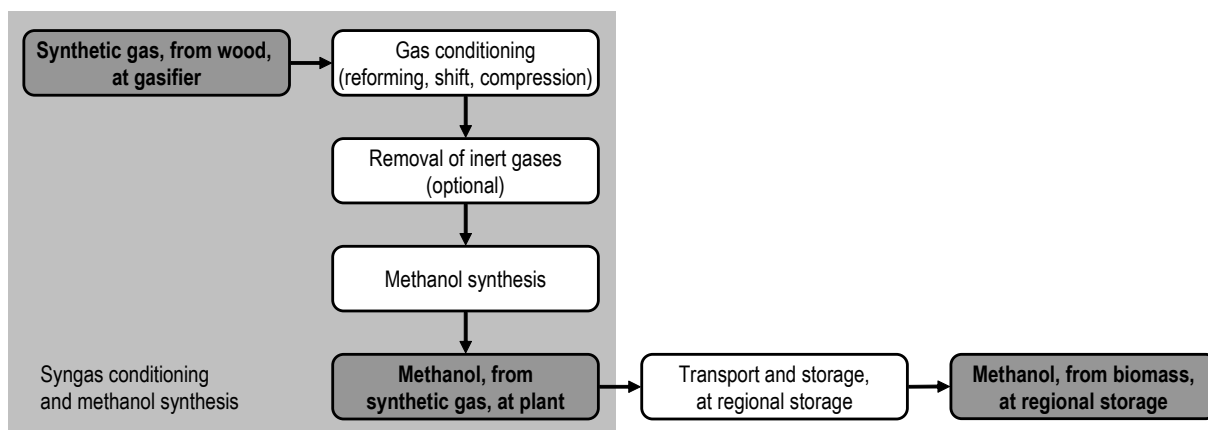 Synthetic gas, from wood,
at gasifier
Gas conditioning
(reforming, shift, compression)
Removal of inert gases
(optional)
Methanol synthesis
Syngas conditioning
and methanol synthesis
Methanol, from
synthetic gas, at plant
Transport and storage,
at regional storage
Methanol, from biomass,
at regional storage